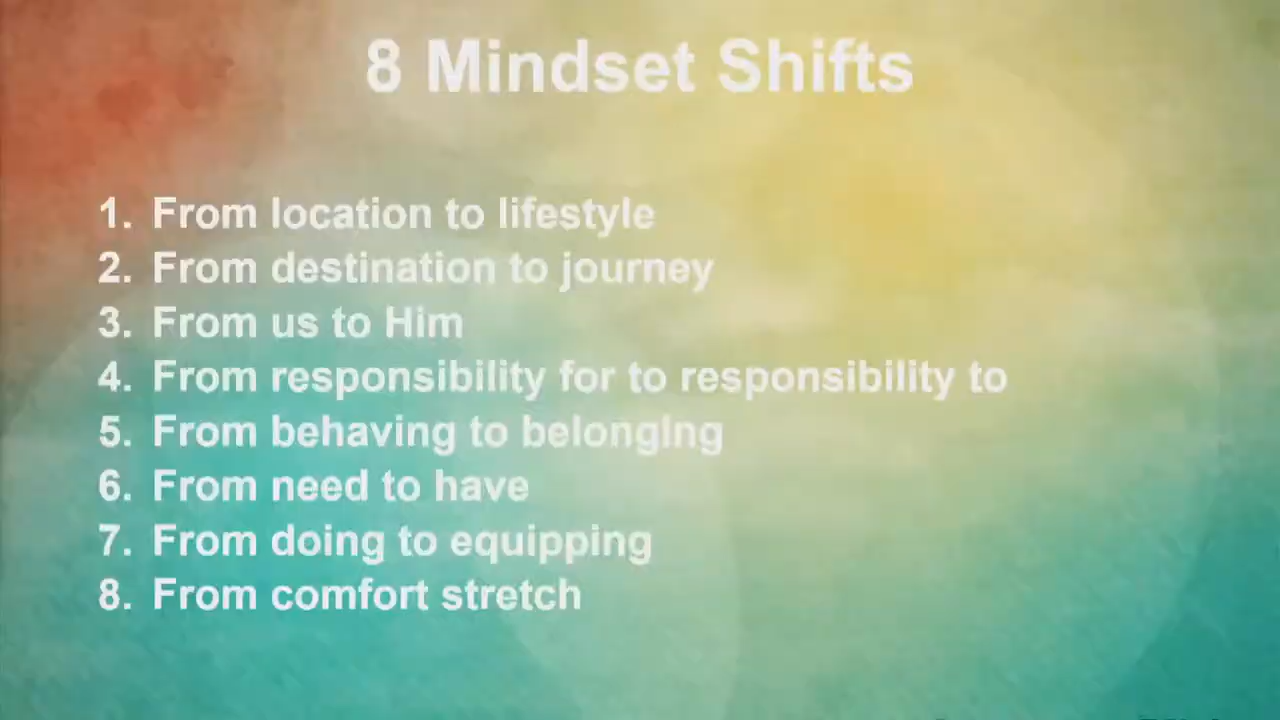 8 Mindset Shifts
1. From location to lifestyle
2. From destination to journey
3. From us to Him
4. From responsibility for to responsibility to
5. From behaving to belonging
6. From need to have
7. From doing to equipping
8. From comfort stretch